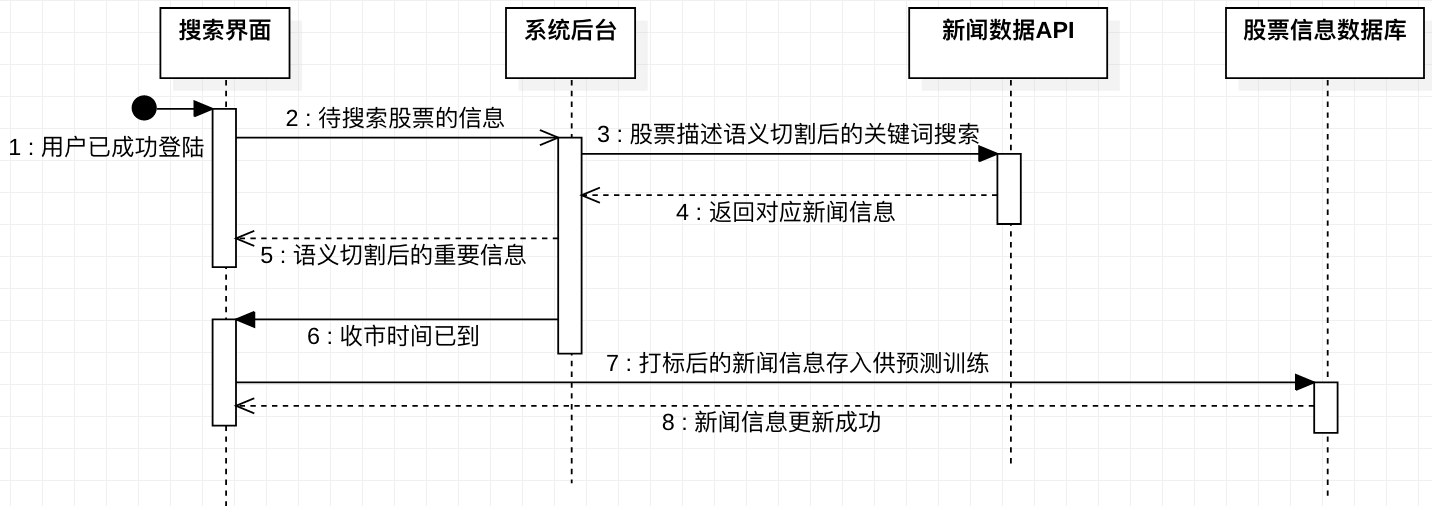 搜索界面
系统后台
新闻数据API
股票信息数据库
1 : 用户已成功登陆
2 : 待搜索股票的信息
3 : 股票描述语义切割后的关键词搜索
4 : 返回对应新闻信息
5 : 语义切割后的重要信息
6 : 收市时间已到
7 : 打标后的新闻信息存入供预测训练
8 : 新闻信息更新成功